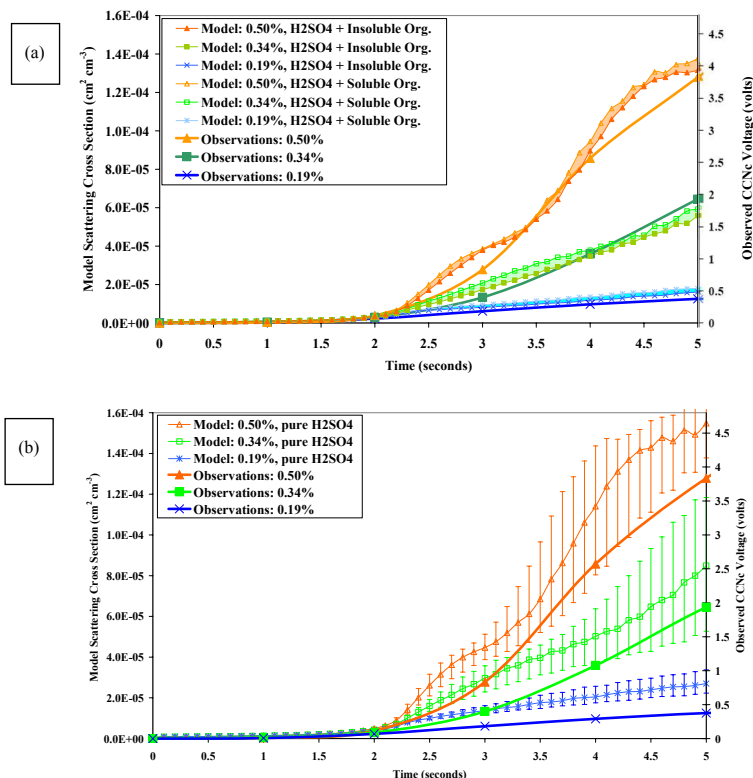 (a)
1.6E-04
1.4E-04
1.2E-04
1.0E-04
8.0E-05
6.0E-05
4.0E-05
2.0E-05
0.0E+00
Model Scattering Cross Section (cm² cm⁻³)
Model: 0.50%, H2SO4 + Insoluble Org.
Model: 0.34%, H2SO4 + Insoluble Org.
Model: 0.19%, H2SO4 + Insoluble Org.
Model: 0.50%, H2SO4 + Soluble Org.
Model: 0.34%, H2SO4 + Soluble Org.
Model: 0.19%, H2SO4 + Soluble Org.
Observations: 0.50%
Observations: 0.34%
Observations: 0.19%
4.5
4
3.5
3
2.5
2
1.5
1
0.5
0
Observed CCNc Voltage (volts)
0 0.5 1 1.5 2 2.5 3 3.5 4 4.5 5
Time (seconds)
(b)
1.6E-04
1.4E-04
1.2E-04
1.0E-04
8.0E-05
6.0E-05
4.0E-05
2.0E-05
0.0E+00
Model Scattering Cross Section (cm² cm⁻³)
Model: 0.50%, pure H2SO4
Model: 0.34%, pure H2SO4
Model: 0.19%, pure H2SO4
Observations: 0.50%
Observations: 0.34%
Observations: 0.19%
4.5
4
3.5
3
2.5
2
1.5
1
0.5
0
Observed CCNc Voltage (volts)
0 0.5 1 1.5 2 2.5 3 3.5 4 4.5 5
Time (seconds)